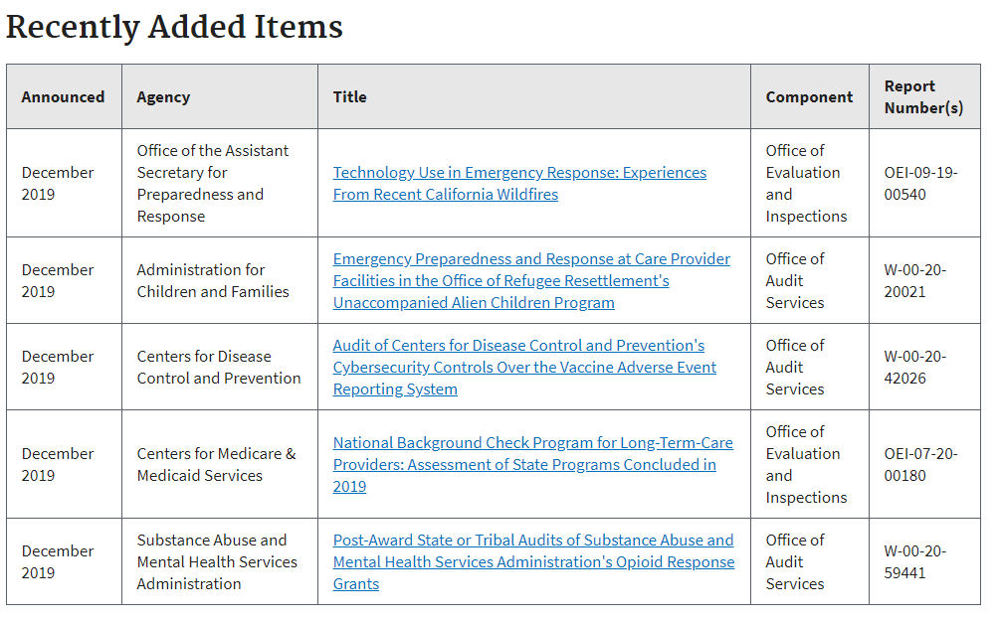 Recently Added Items
Announced
Agency
Title
Component
Report
Number(s)
December
2019
Office of the Assistant
Secretary for
Preparedness and
Response
Technology Use in Emergency Response: Experiences
From Recent California Wildfires
Office of
Evaluation
and
Inspections
OEI-09-19-
00540
December
2019
Administration for
Children and Families
Emergency Preparedness and Response at Care Provider
Facilities in the Office of Refugee Resettlement's
Unaccompanied Alien Children Program
Office of
Audit
Services
W-00-20-
20021
December
2019
Centers for Disease
Control and Prevention
Audit of Centers for Disease Control and Prevention's
Cybersecurity Controls Over the Vaccine Adverse Event
Reporting System
Office of
Audit
Services
W-00-20-
42026
December
2019
Centers for Medicare &
Medicaid Services
National Background Check Program for Long-Term-Care
Providers: Assessment of State Programs Concluded in
2019
Office of
Evaluation
and
Inspections
OEI-07-20-
00180
December
2019
Substance Abuse and
Mental Health Services
Administration
Post-Award State or Tribal Audits of Substance Abuse and
Mental Health Services Administration's Opioid Response
Grants
Office of
Audit
Services
W-00-20-
59441